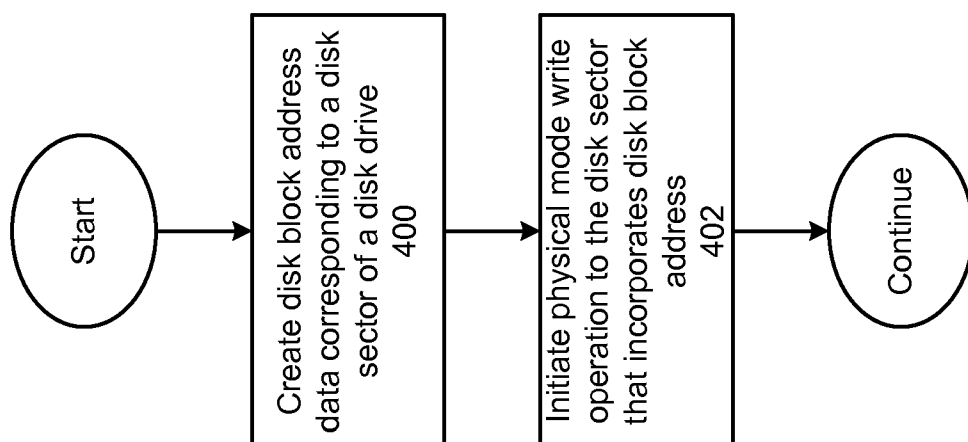 Start
Create disk block address
data corresponding to a disk
sector of a disk drive
400
Initiate physical mode write
operation to the disk sector
that incorporates disk block
address
402
Continue